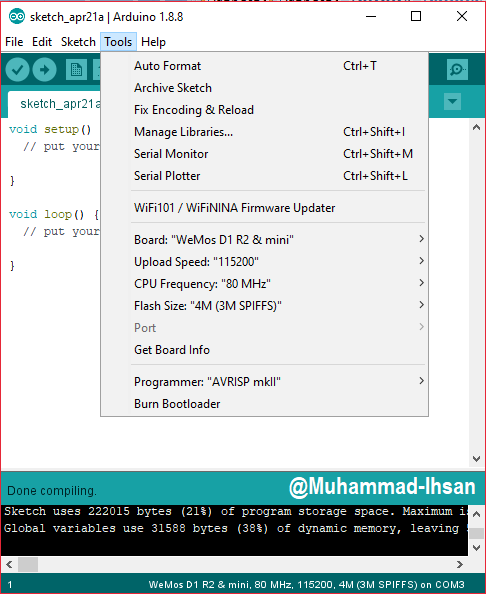 sketch_apr21a | Arduino 1.8.8
File Edit Sketch Tools Help
sketch_apr21a
void setup()
// put your
}
void loop() {
// put your
}
Auto Format Ctrl+T
Archive Sketch
Fix Encoding & Reload
Manage Libraries... Ctrl+Shift+I
Serial Monitor Ctrl+Shift+M
Serial Plotter Ctrl+Shift+L
WiFi101 / WiFiNINA Firmware Updater
Board: "WeMos D1 R2 & mini"
Upload Speed: "115200"
CPU Frequency: "80 MHz"
Flash Size: "4M (3M SPIFFS)"
Port
Get Board Info
Programmer: "AVRISP mkII"
Burn Bootloader
@Muhammad-Ihsan
Done compiling.
Sketch uses 222015 bytes (21%) of program storage space. Maximum is
Global variables use 31588 bytes (38%) of dynamic memory, leaving
1 WeMos D1 R2 & mini, 80 MHz, 115200, 4M (3M SPIFFS) on COM3